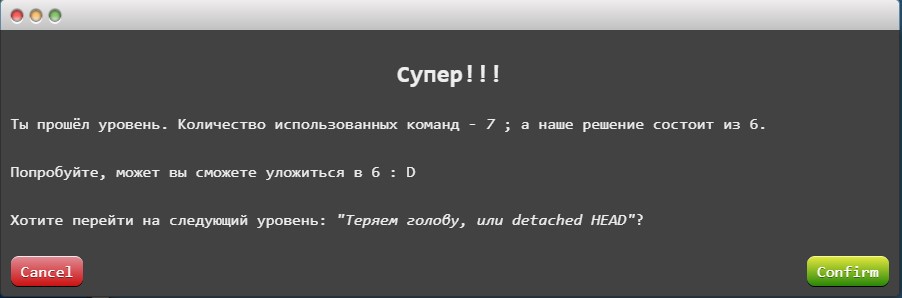 Супер!!!
Ты прошёл уровень. Количество использованных команд - 7 ; а наше решение состоит из 6.
Попробуйте, может вы сможете уложиться в 6 : D
Хотите перейти на следующий уровень: "Теряем голову, или detached HEAD"?
Cancel
Confirm